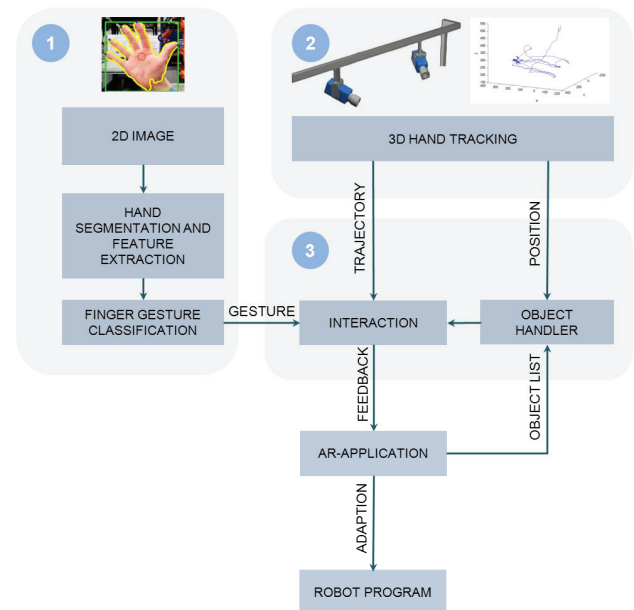 1
2D IMAGE
HAND
SEGMENTATION AND
FEATURE
EXTRACTION
FINGER GESTURE
CLASSIFICATION
GESTURE
2
3D HAND TRACKING
TRAJECTORY
POSITION
3
INTERACTION
OBJECT
HANDLER
FEEDBACK
OBJECT LIST
AR-APPLICATION
ADAPTION
ROBOT PROGRAM